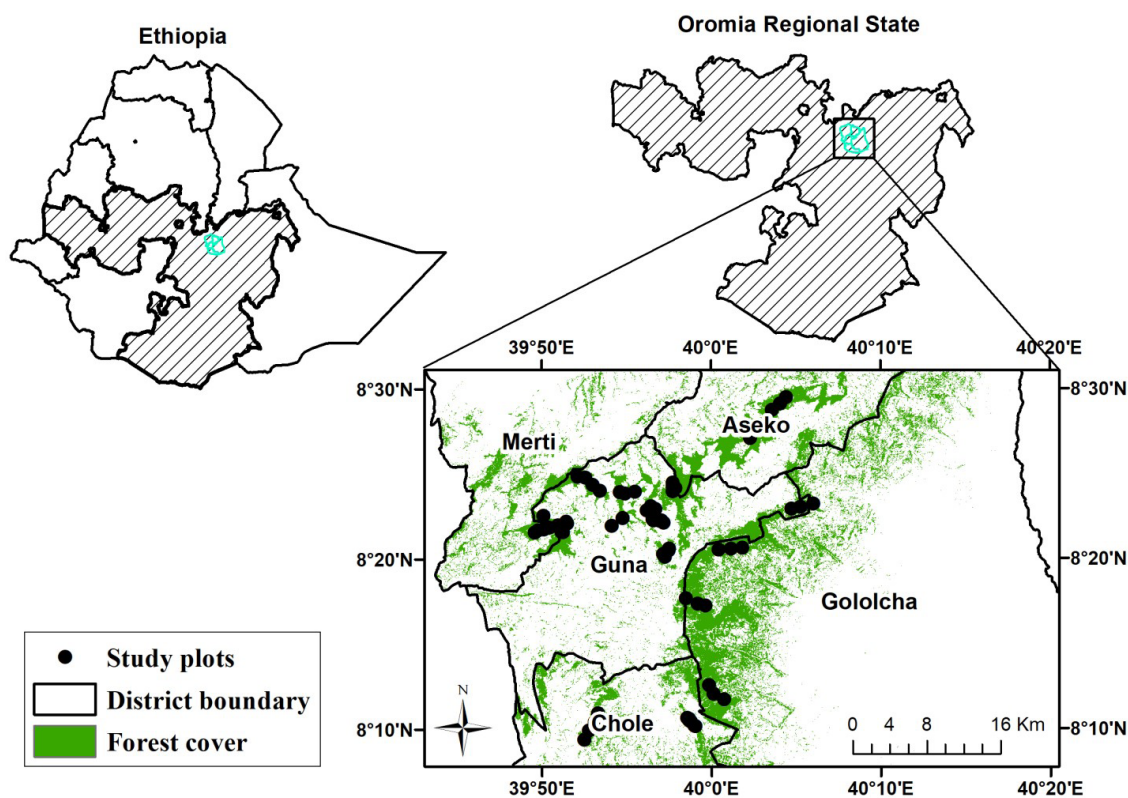 Ethiopia
Oromia Regional State
39°50'E 40°0'E 40°10'E 40°20'E
8°30'N 8°30'N
Aseko
Merti
8°20'N 8°20'N
Guna
Gololcha
Study plots
District boundary
Forest cover
N
Chole
0 4 8 16 Km
8°10'N 8°10'N
39°50'E 40°0'E 40°10'E 40°20'E